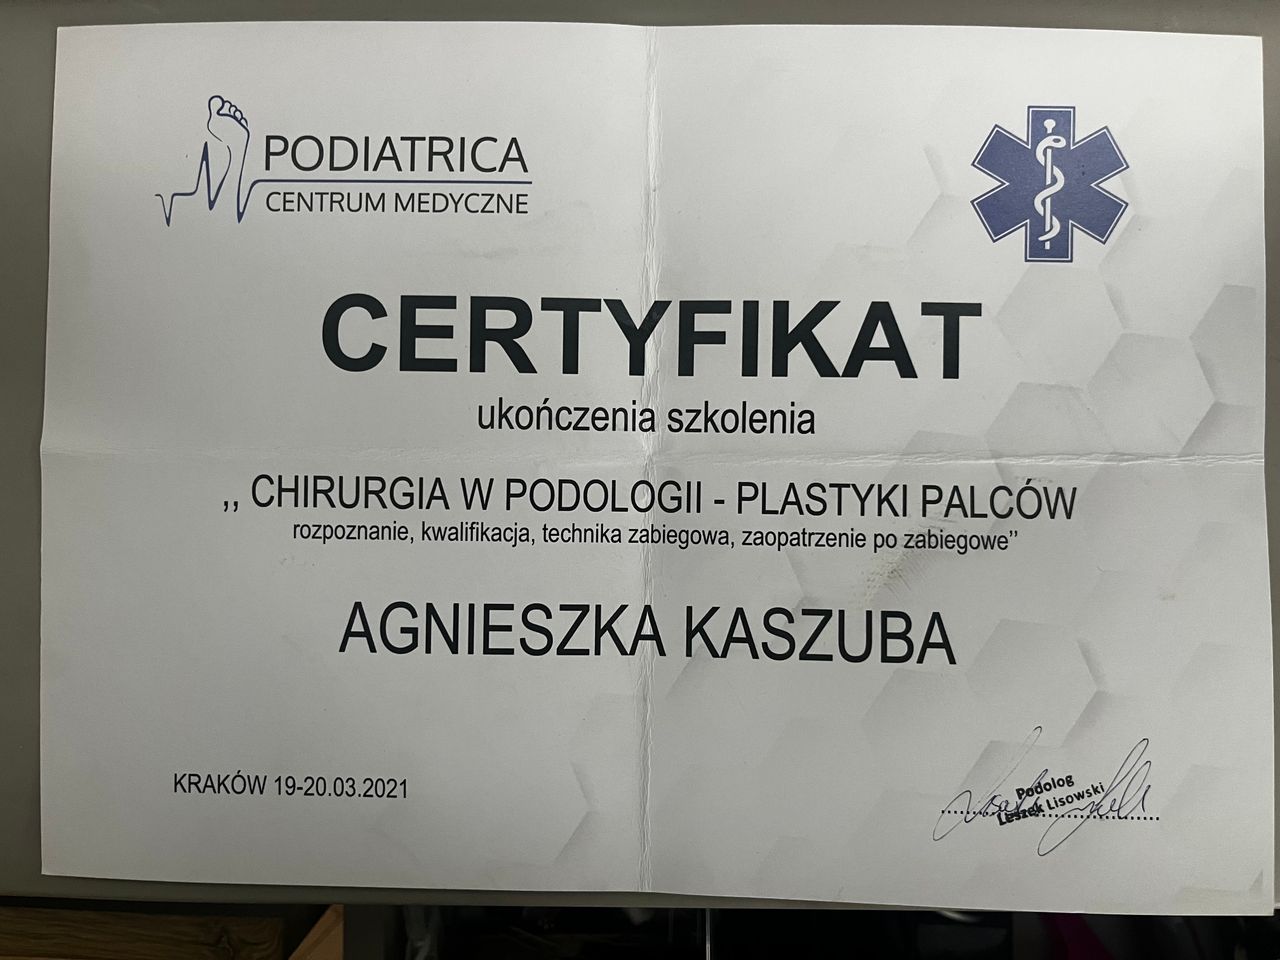 PODIATRICA
CENTRUM MEDYCZNE
CERTYFIKAT
ukończenia szkolenia
,, CHIRURGIA W PODOLOGII - PLASTYKI PALCÓW
rozpoznanie, kwalifikacja, technika zabiegowa, zaopatrzenie po zabiegowe”
AGNIESZKA KASZUBA
KRAKÓW 19-20.03.2021
Podolog
Leszek Lisowski